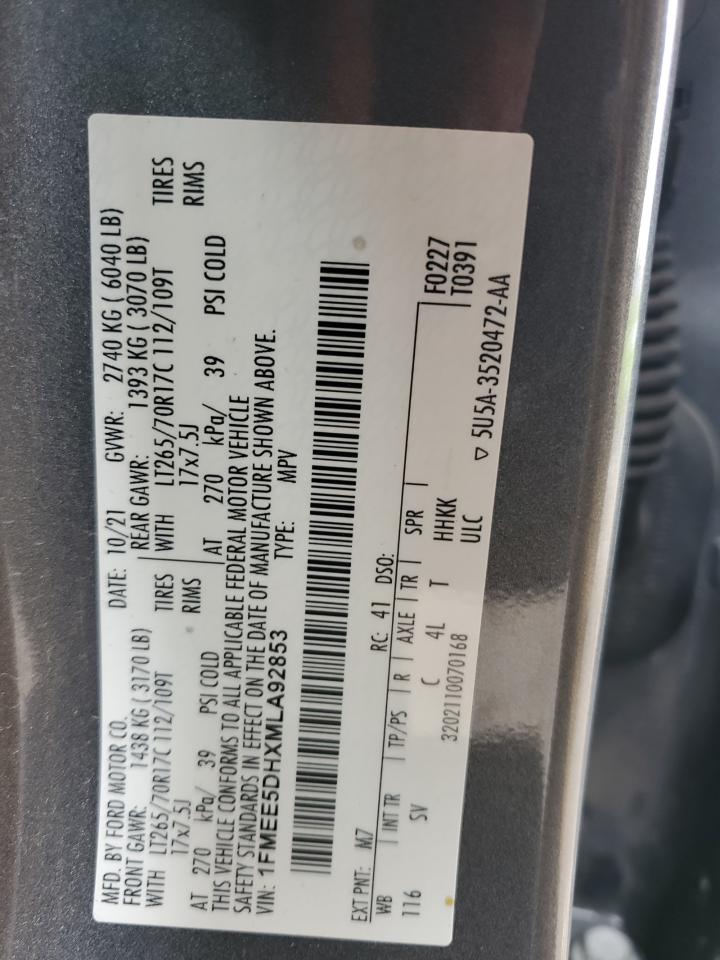 MFD. BY FORD MOTOR CO. DATE: 10/21 GVWR: 2740 KG ( 6040 LB)
FRONT GAWR: 1438 KG ( 3170 LB) REAR GAWR: 1393 KG ( 3070 LB)
WITH LT265/70R17C 112/109T TIRES WITH LT265/70R17C 112/109T TIRES
17x7.5J RIMS 17x7.5J RIMS
AT 270 kPa/ 39 PSI COLD AT 270 kPa/ 39 PSI COLD
THIS VEHICLE CONFORMS TO ALL APPLICABLE FEDERAL MOTOR VEHICLE
SAFETY STANDARDS IN EFFECT ON THE DATE OF MANUFACTURE SHOWN ABOVE.
VIN: 1FMEE5DHXMLA92853 TYPE: MPV
EXT PNT: M7 RC: 41 DSO:
WB INT TR TP/PS R AXLE TR SPR F0227
116 SV C 4L T HHKK T0391
3202110070168 ULC
▽ 5U5A-3520472-AA